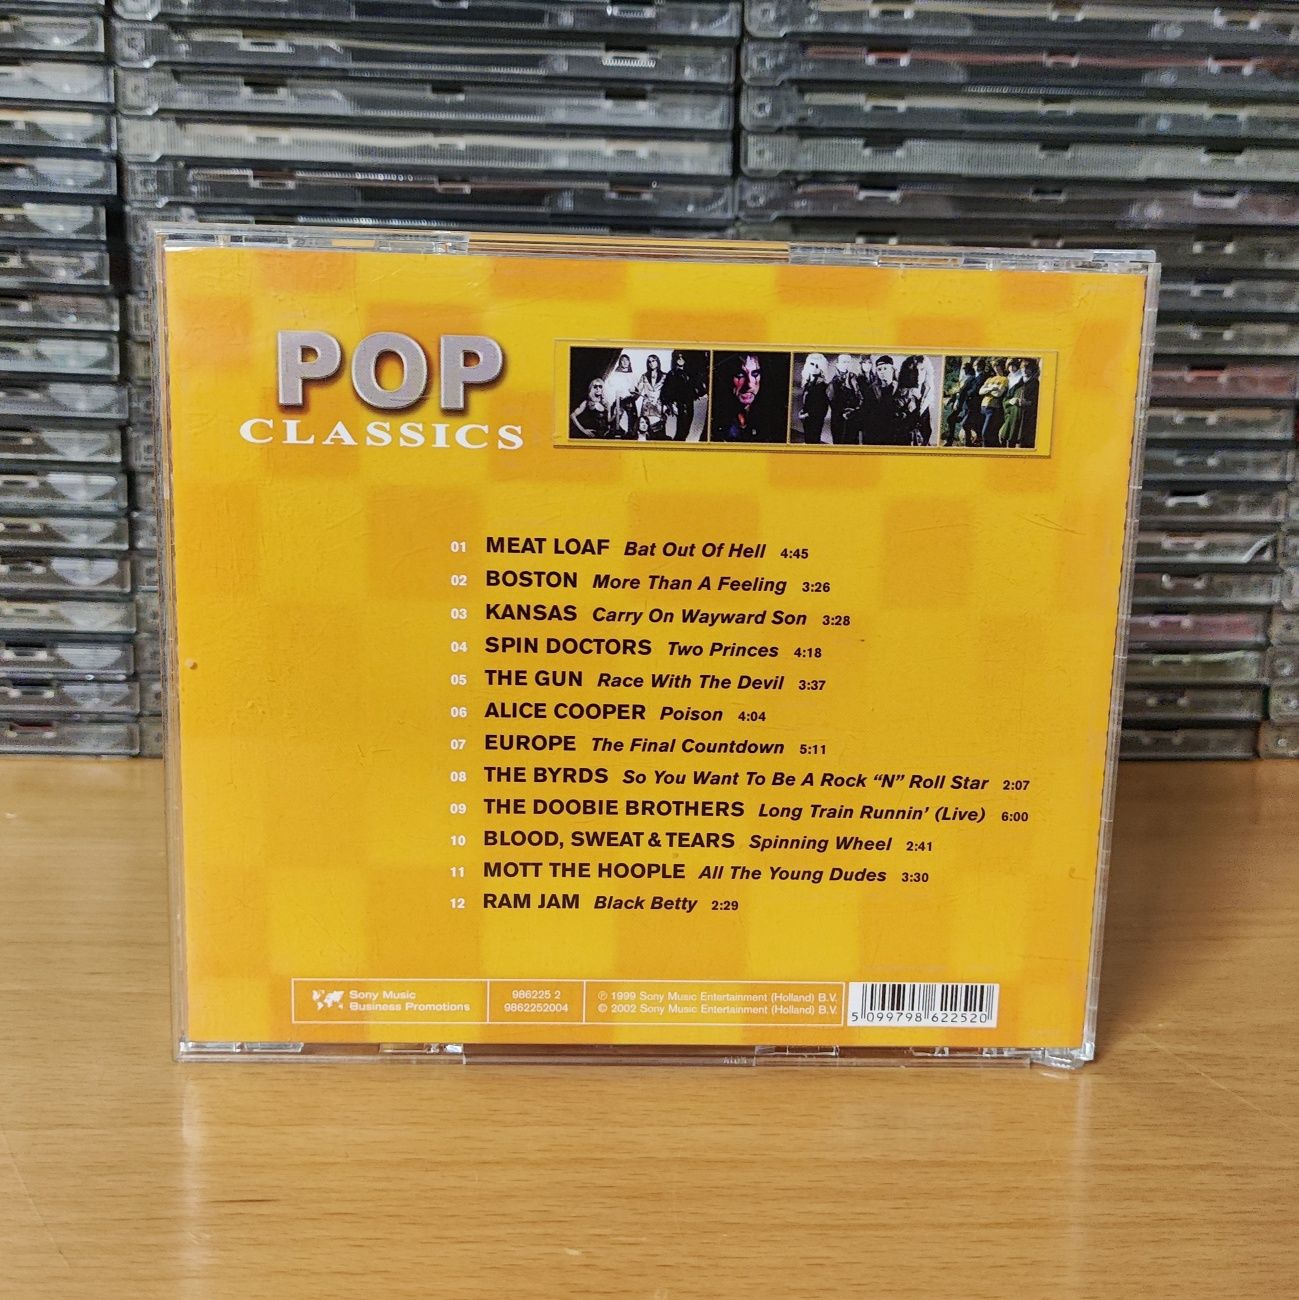 POP
CLASSICS
01 MEAT LOAF Bat Out Of Hell 4:45
02 BOSTON More Than A Feeling 3:26
03 KANSAS Carry On Wayward Son 3:28
04 SPIN DOCTORS Two Princes 4:18
05 THE GUN Race With The Devil 3:37
06 ALICE COOPER Poison 4:04
07 EUROPE The Final Countdown 5:11
08 THE BYRDS So You Want To Be A Rock “N” Roll Star 2:07
09 THE DOOBIE BROTHERS Long Train Runnin’ (Live) 6:00
10 BLOOD, SWEAT & TEARS Spinning Wheel 2:41
11 MOTT THE HOOPLE All The Young Dudes 3:30
12 RAM JAM Black Betty 2:29
Sony Music
Business Promotions
986225 2
9862252004
℗ 1999 Sony Music Entertainment (Holland) B.V.
© 2002 Sony Music Entertainment (Holland) B.V.
5 099798 622520